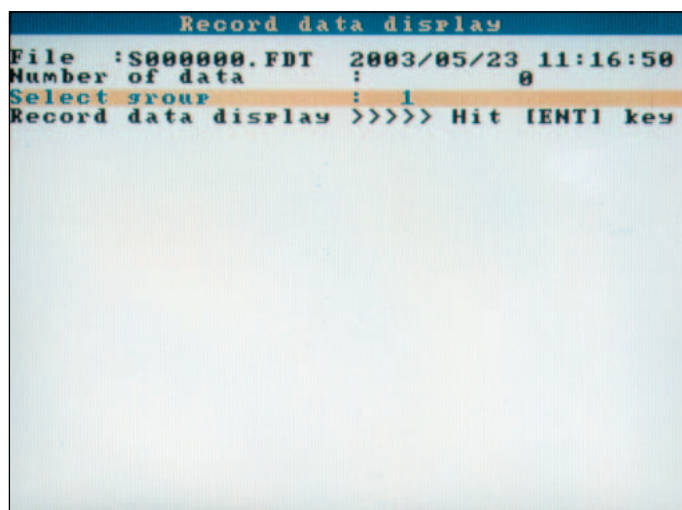 Record data display
File :S000000.FDT 2003/05/23 11:16:50
Number of data : 0
Select group : 1
Record data display >>>>> Hit [ENT] key